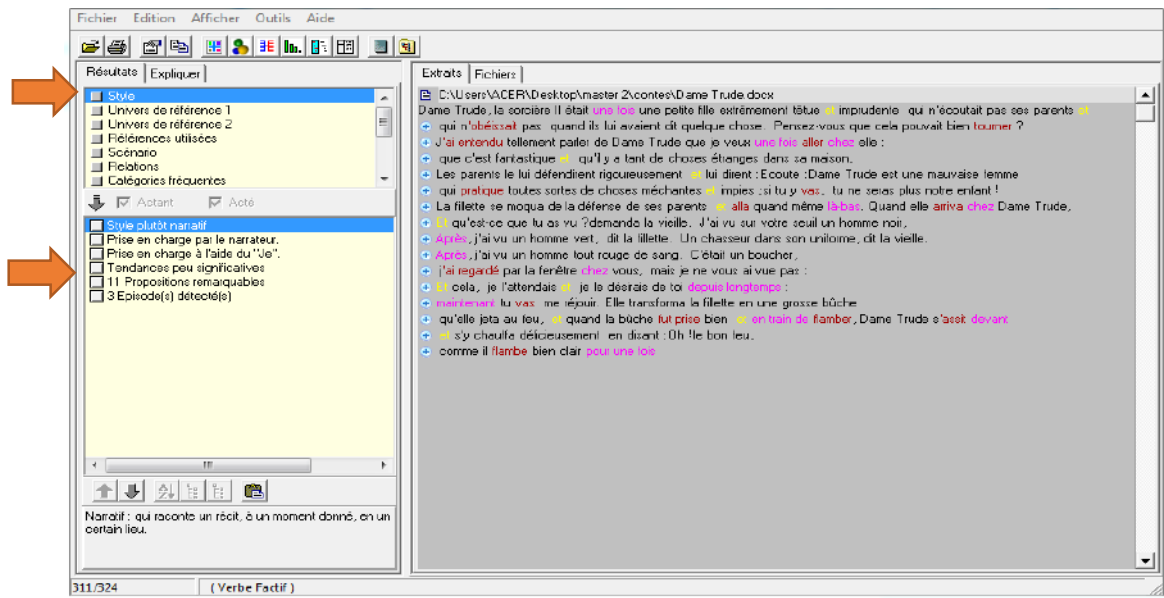 Fichier Edition Afficher Outils Aide
Résultats Expliquer
Style
Univers de référence 1
Univers de référence 2
Références utilisées
Scénario
Relations
Catégories fréquentes
Actant Acté
Style plutôt narratif
Prise en charge par le narrateur.
Prise en charge à l'aide du "Je".
Tendances peu significatives
11 Propositions remarquables
3 Episode(s) détecté(s)
Narratif : qui raconte un récit, à un moment donné, en un
certain lieu.
311/324 ( Verbe Factif )
Extraits Fichiers
C:\Users\ACER\Desktop\master 2\contes\Dame Trude.docx
Dame Trude, la sorcière Il était une fois une petite fille extrêmement têtue et imprudente qui n'écoutait pas ses parents et
qui n'obéissait pas quand ils lui avaient dit quelque chose. Pensez-vous que cela pouvait bien tourner ?
J'ai entendu tellement parler de Dame Trude que je veux une fois aller chez elle :
que c'est fantastique et qu'il y a tant de choses étranges dans sa maison,
Les parents le lui défendirent rigoureusement et lui dirent : Ecoute :Dame Trude est une mauvaise femme
qui pratique toutes sortes de choses méchantes et impies ;si tu y vas, tu ne seras plus notre enfant !
La fillette se moqua de la défense de ses parents et alla quand même là-bas. Quand elle arriva chez Dame Trude,
Et qu'est-ce que tu as vu ?demanda la vieille. J'ai vu sur votre seuil un homme noir,
Après, j'ai vu un homme vert, dit la fillette. Un chasseur dans son uniforme, dit la vieille.
Après, j'ai vu un homme tout rouge de sang. C'était un boucher,
j'ai regardé par la fenêtre chez vous, mais je ne vous ai vue pas :
Et cela, je l'attendais et je le désrais de toi depuis longtemps :
maintenant tu vas me réjouir. Elle transforma la fillette en une grosse bûche
qu'elle jeta au feu, et quand la bûche fut prise bien et en train de flamber, Dame Trude s'assit devant
et s'y chauffa délicieusement en disant : Oh !le bon feu,
comme il flambe bien clair pour une fois